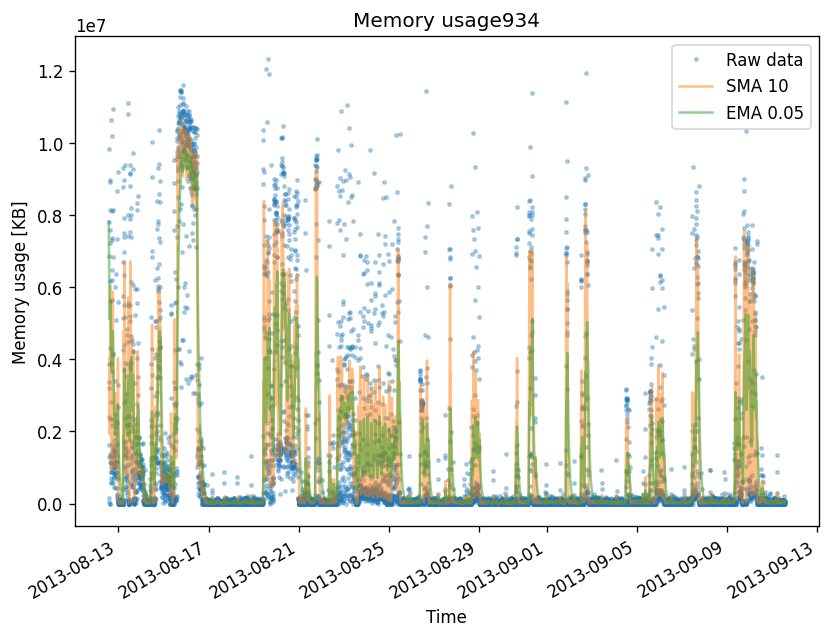 Memory usage934
1e7
Raw data
SMA 10
EMA 0.05
1.2
1.0
0.8
0.6
0.4
0.2
0.0
Memory usage [KB]
2013-08-13
2013-08-17
2013-08-21
2013-08-25
2013-08-29
2013-09-01
2013-09-05
2013-09-09
2013-09-13
Time